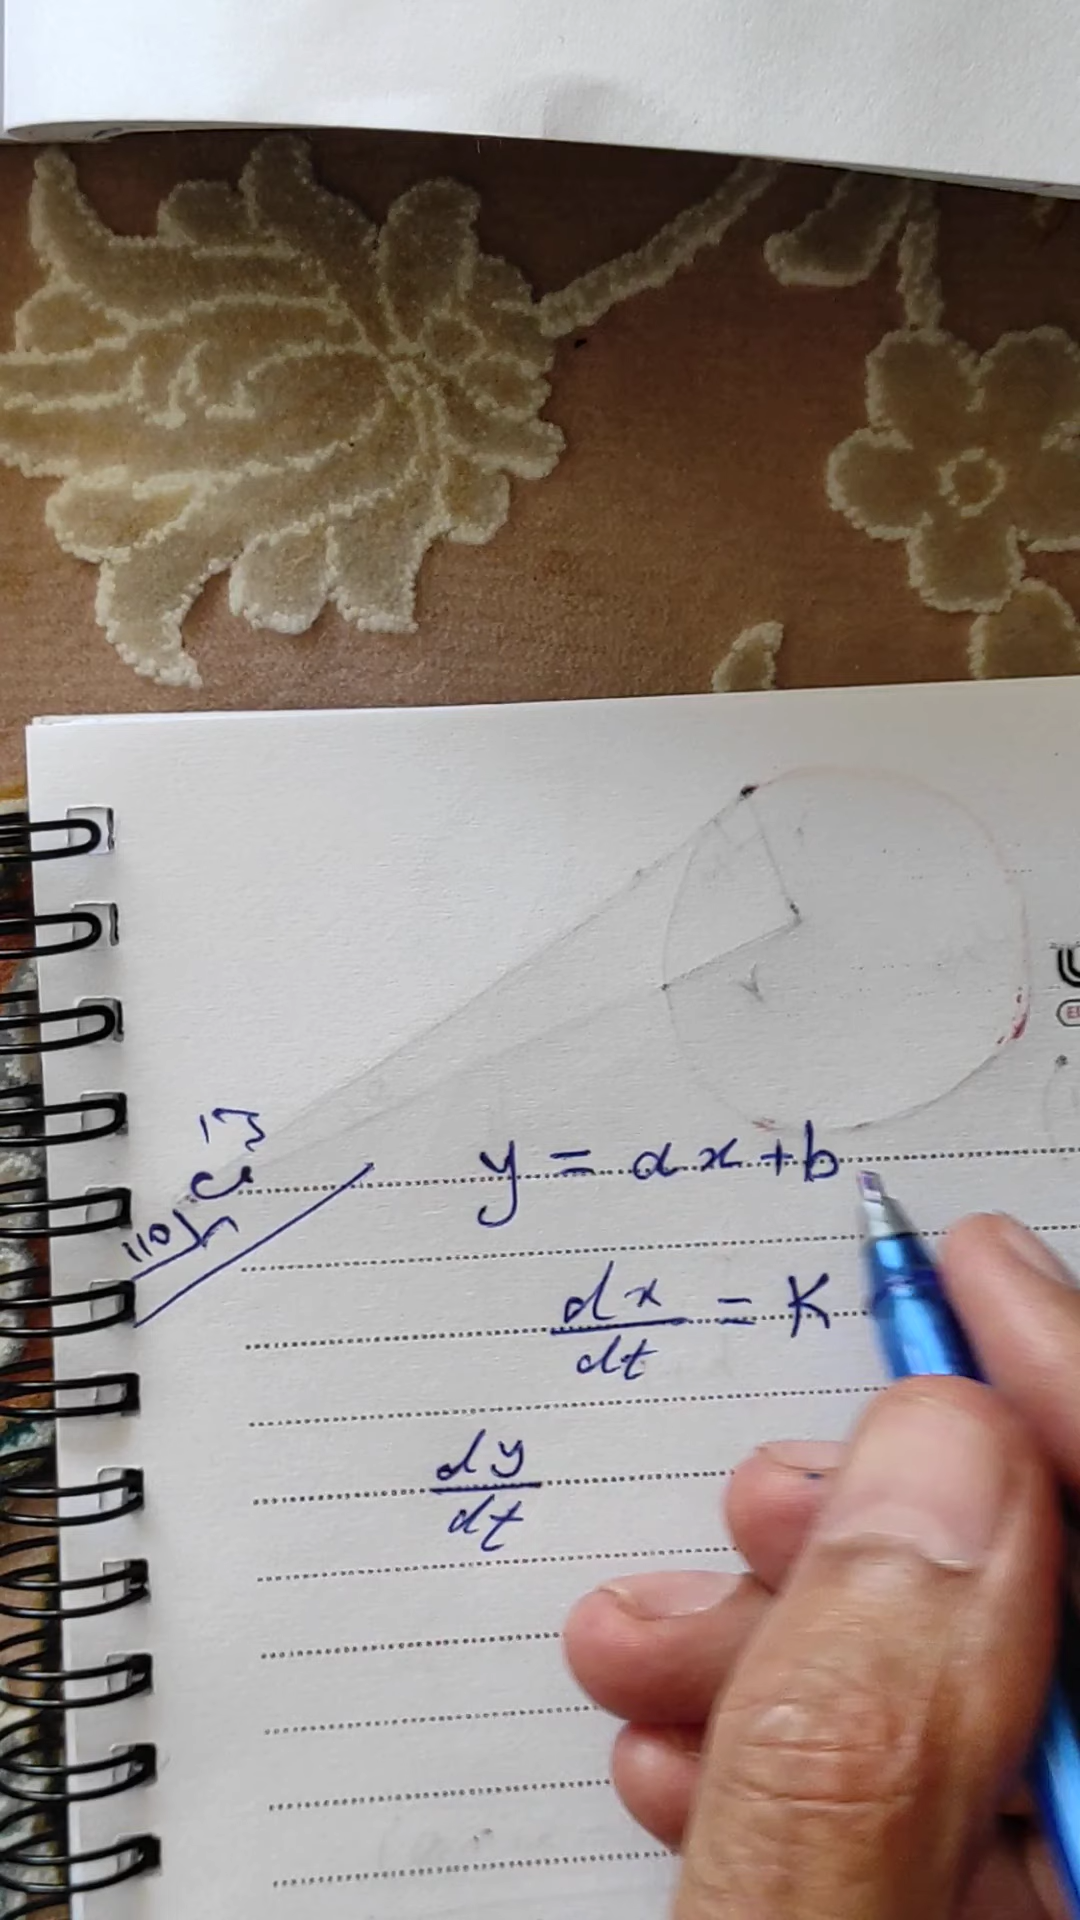 y = ax + b
dx/dt = K
dy/dt